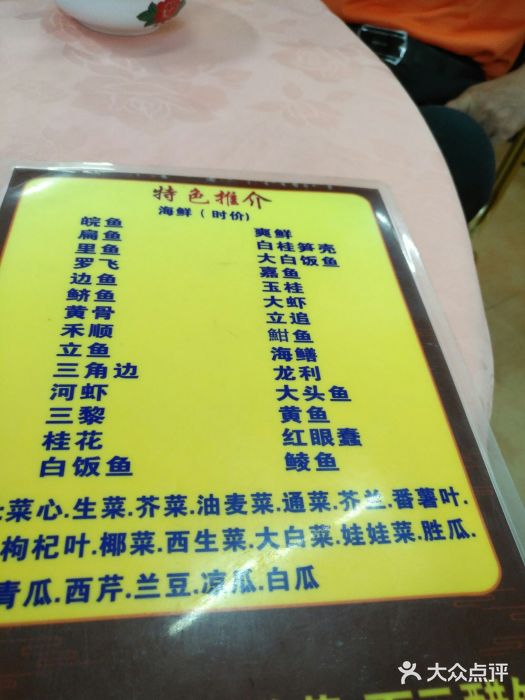 特色推介
海鲜（时价）
皖鱼
扁鱼
里鱼
罗飞
边鱼
鲚鱼
黄骨
禾顺
立鱼
三角边
河虾
三黎
桂花
白饭鱼
爽鲜
白桂笋壳
大白饭鱼
嘉鱼
玉桂
大虾
立追
鮒鱼
海鳝
龙利
大头鱼
黄鱼
红眼鑫
鲮鱼
菜心.生菜.芥菜.油麦菜.通菜.芥兰.番薯叶.
枸杞叶.椰菜.西生菜.大白菜.娃娃菜.胜瓜.
青瓜.西芹.兰豆.凉瓜.白瓜
大众点评